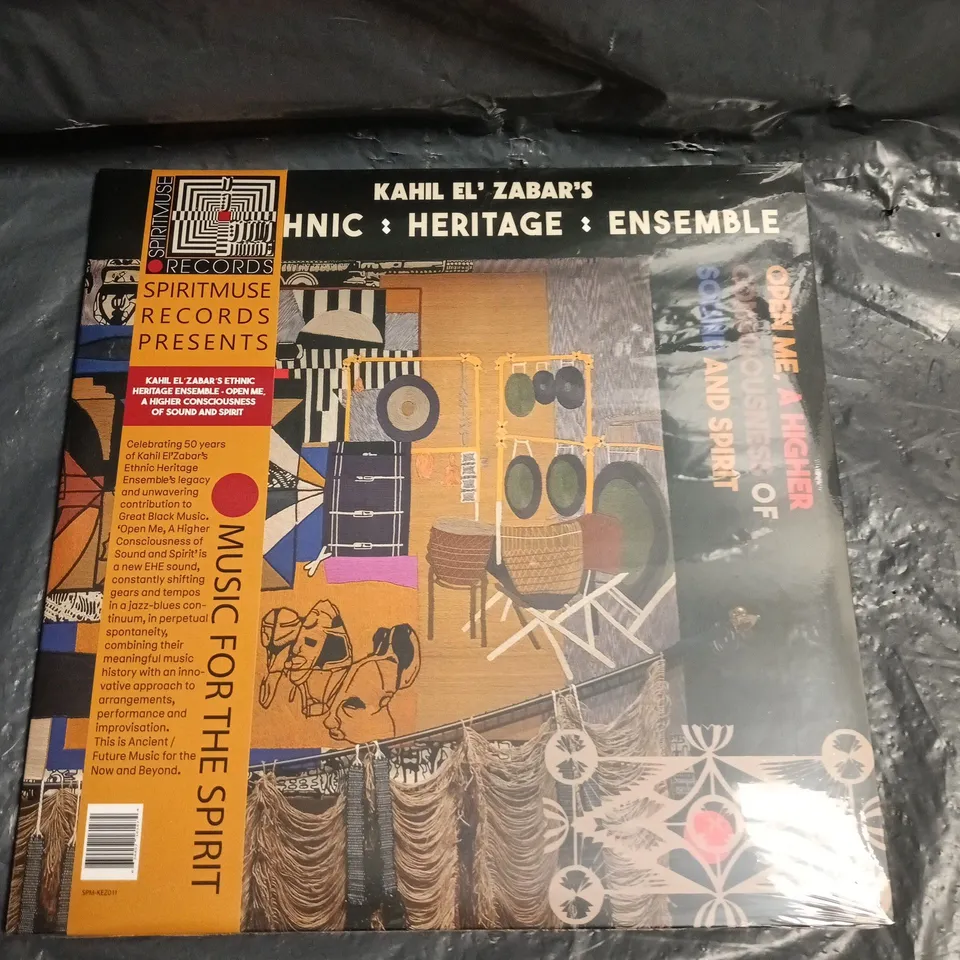 KAHIL EL' ZABAR'S
HNIC : HERITAGE : ENSEMBLE
SPIRITMUSE
RECORDS
SPIRITMUSE
RECORDS
PRESENTS
KAHIL EL'ZABAR'S ETHNIC
HERITAGE ENSEMBLE - OPEN ME,
A HIGHER CONSCIOUSNESS
OF SOUND AND SPIRIT
Celebrating 50 years
of Kahil El'Zabar's
Ethnic Heritage
Ensemble's legacy
and unwavering
contribution to
Great Black Music.
'Open Me, A Higher
Consciousness of
Sound and Spirit' is
a new EHE sound,
constantly shifting
gears and tempos
in a jazz-blues con-
tinuum, in perpetual
spontaneity,
combining their
meaningful music
history with an inno-
vative approach to
arrangements,
performance and
improvisation.
This is Ancient /
Future Music for the
Now and Beyond.
MUSIC FOR THE SPIRIT
SPM-KEZ011
OPEN ME, A HIGHER
CONSCIOUSNESS OF
SOUND AND SPIRIT